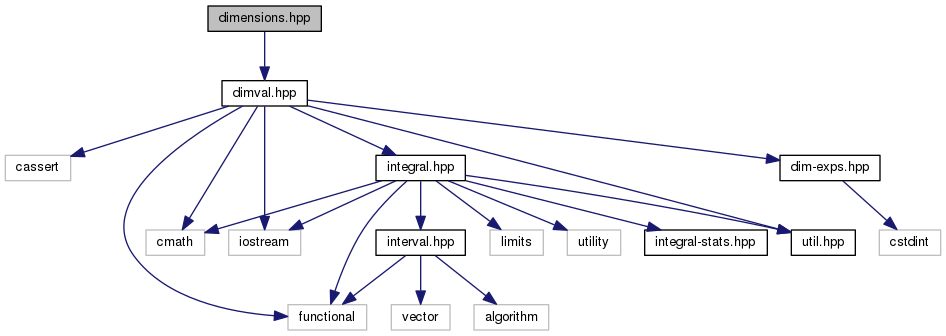 dimensions.hpp
dimval.hpp
cassert
integral.hpp
dim-exps.hpp
cmath
iostream
interval.hpp
limits
utility
integral-stats.hpp
util.hpp
cstdint
functional
vector
algorithm